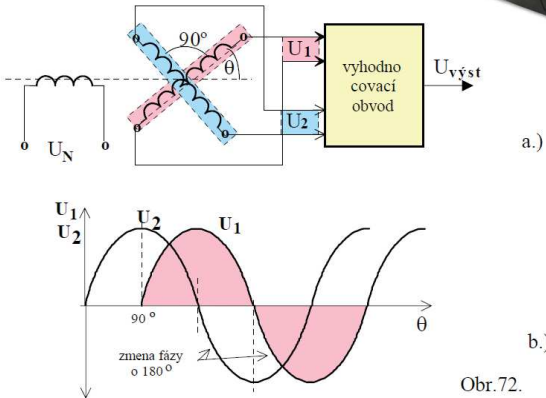 90°
θ
U1
U2
UN
vyhodno
covací
obvod
Uvýst
a.)
U1
U2
U2
U1
90 °
θ
zmena fázy
o 180°
b.)
Obr.72.